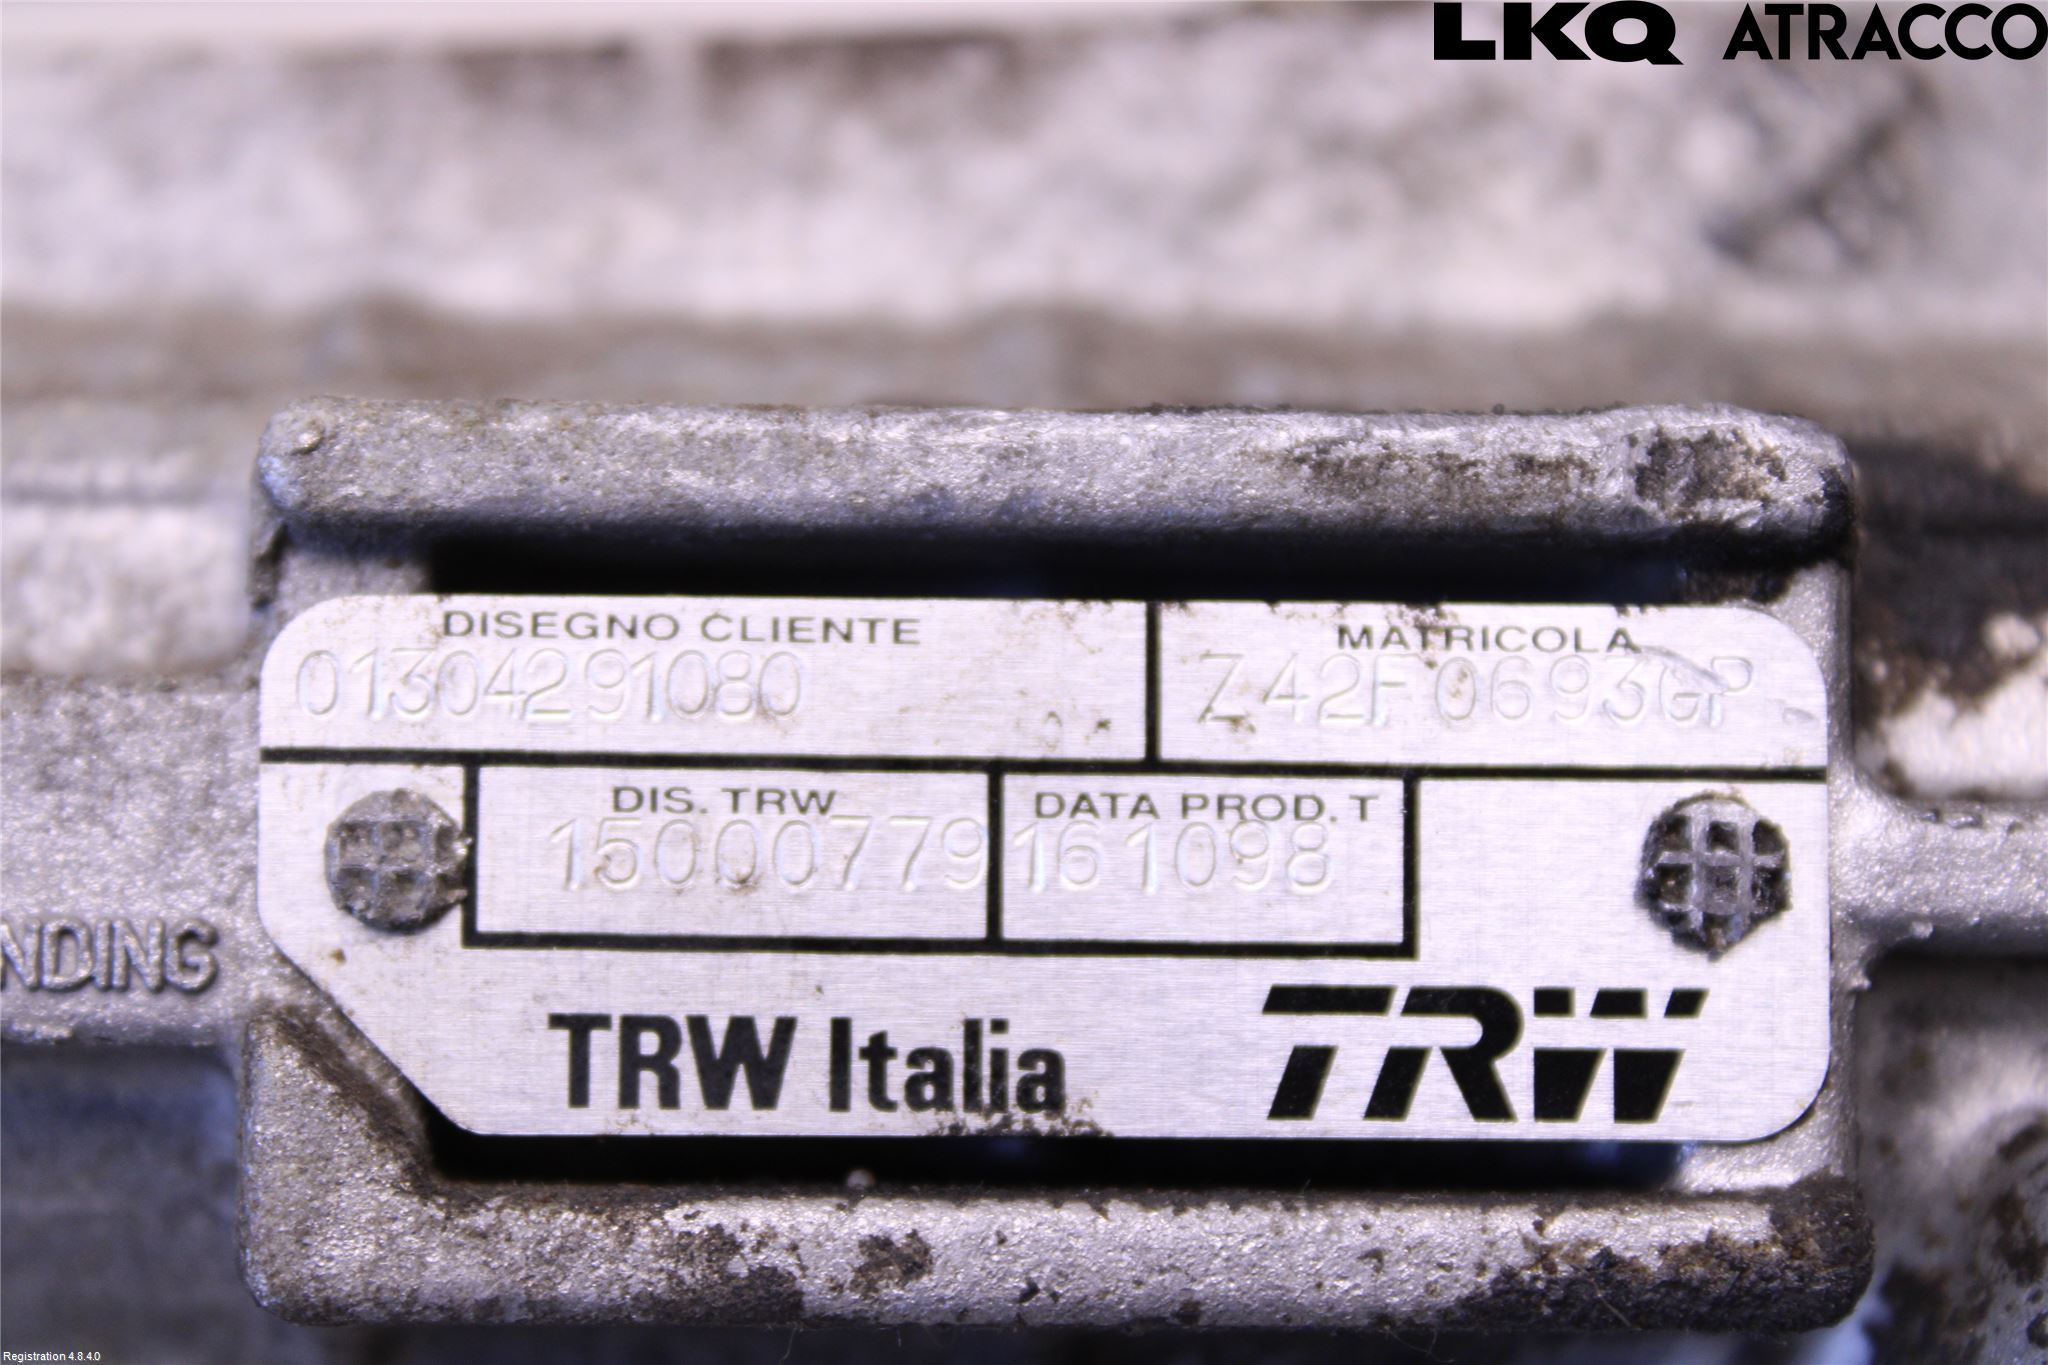 LKQ ATRACCO
DISEGNO CLIENTE
01304291080
MATRICOLA
Z42F0693GP
DIS. TRW
15000779
DATA PROD. T
161098
NDING
TRW Italia
TRW
Registration 4.8.4.0